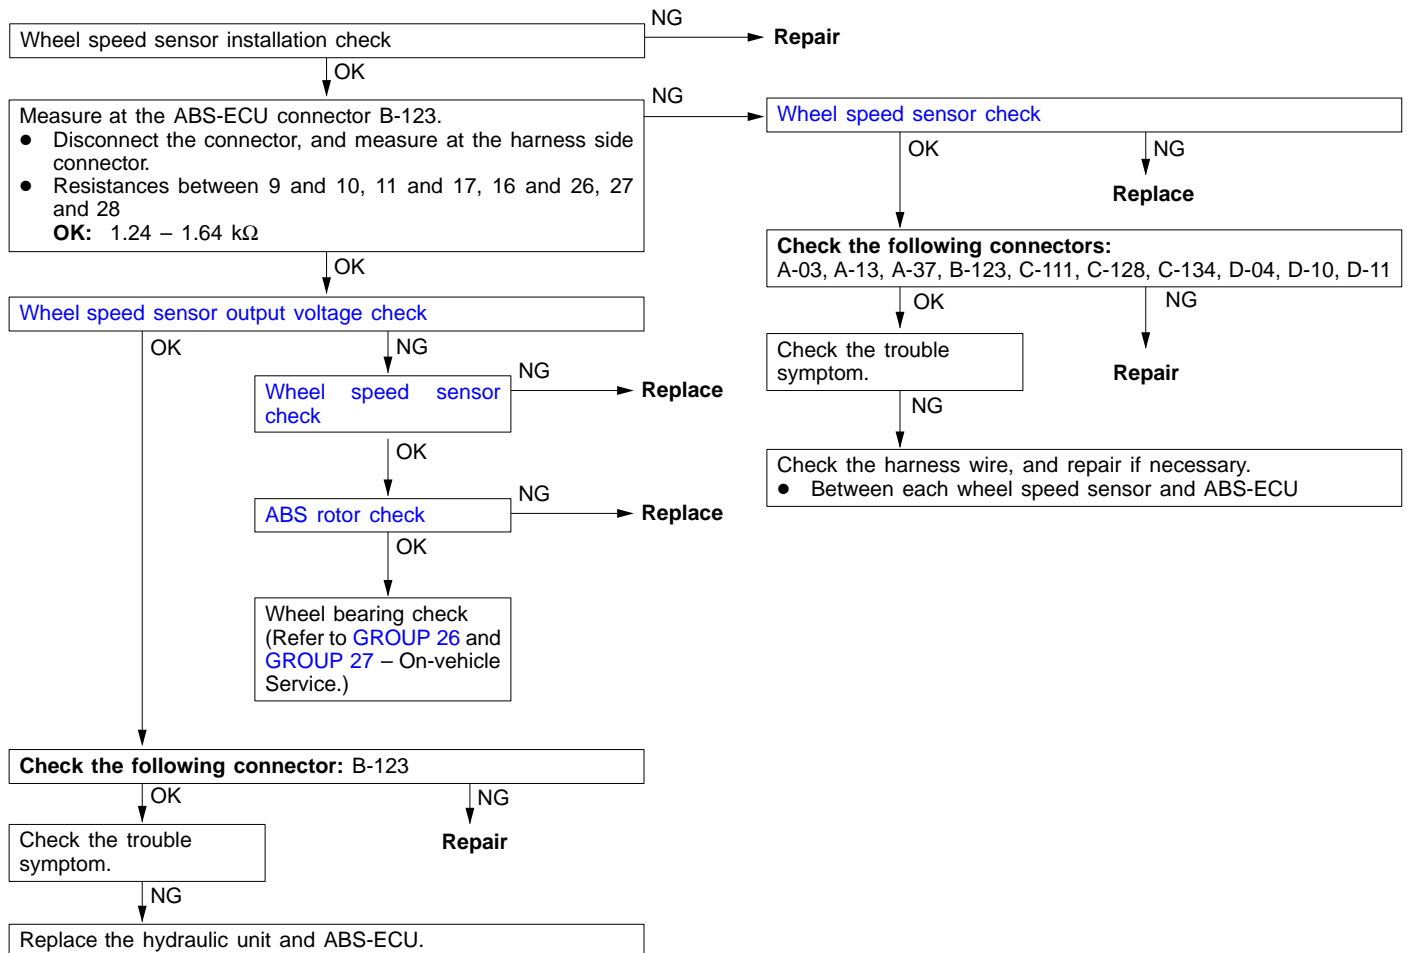 Wheel speed sensor installation check
NG
Repair
OK
Measure at the ABS-ECU connector B-123.
● Disconnect the connector, and measure at the harness side
connector.
● Resistances between 9 and 10, 11 and 17, 16 and 26, 27
and 28
OK: 1.24 – 1.64 kΩ
NG
Wheel speed sensor check
OK
NG
Replace
Check the following connectors:
A-03, A-13, A-37, B-123, C-111, C-128, C-134, D-04, D-10, D-11
OK
NG
Check the trouble
symptom.
Repair
NG
Check the harness wire, and repair if necessary.
● Between each wheel speed sensor and ABS-ECU
OK
Wheel speed sensor output voltage check
OK
NG
Wheel speed sensor
check
NG
Replace
OK
ABS rotor check
NG
Replace
OK
Wheel bearing check
(Refer to GROUP 26 and
GROUP 27 – On-vehicle
Service.)
Check the following connector: B-123
OK
NG
Check the trouble
symptom.
Repair
NG
Replace the hydraulic unit and ABS-ECU.